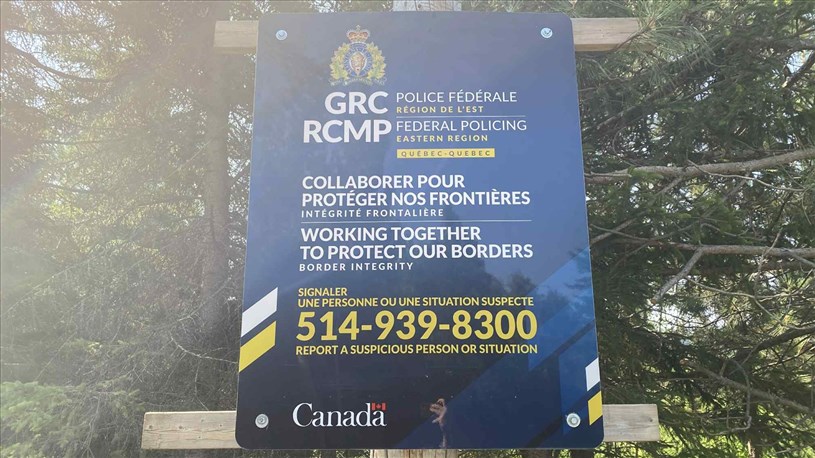 GRC POLICE FÉDÉRALE
RÉGION DE L'EST
RCMP FEDERAL POLICING
EASTERN REGION
QUÉBEC-QUEBEC
COLLABORER POUR
PROTÉGER NOS FRONTIÈRES
INTÉGRITÉ FRONTALIÈRE
WORKING TOGETHER
TO PROTECT OUR BORDERS
BORDER INTEGRITY
SIGNALER
UNE PERSONNE OU UNE SITUATION SUSPECTE
514-939-8300
REPORT A SUSPICIOUS PERSON OR SITUATION
Canada